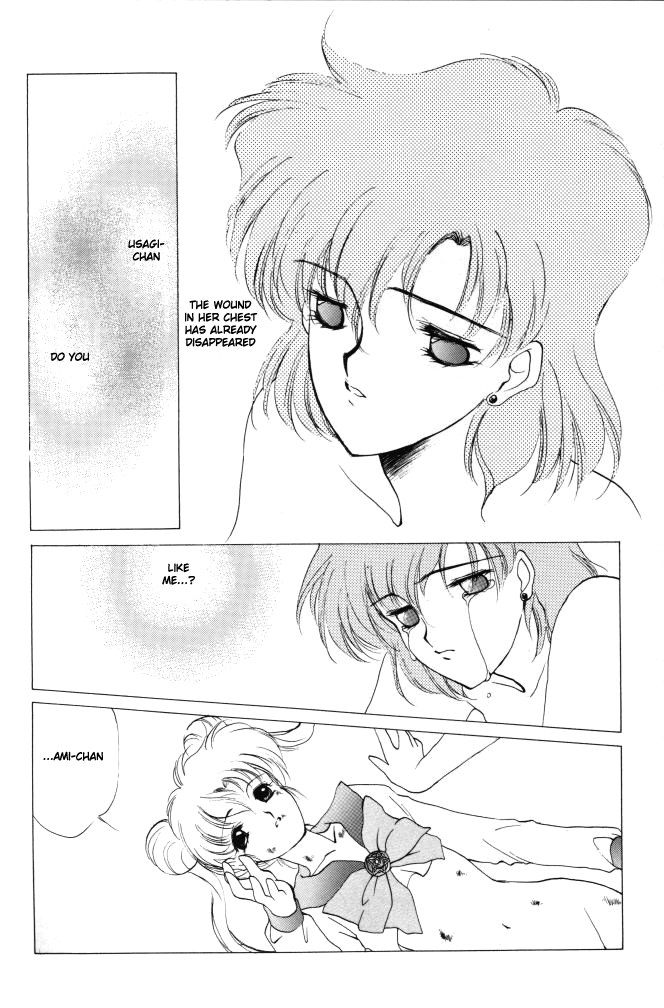 USAGI-
CHAN
THE WOUND
IN HER CHEST
HAS ALREADY
DISAPPEARED
DO YOU
LIKE
ME...?
...AMI-CHAN